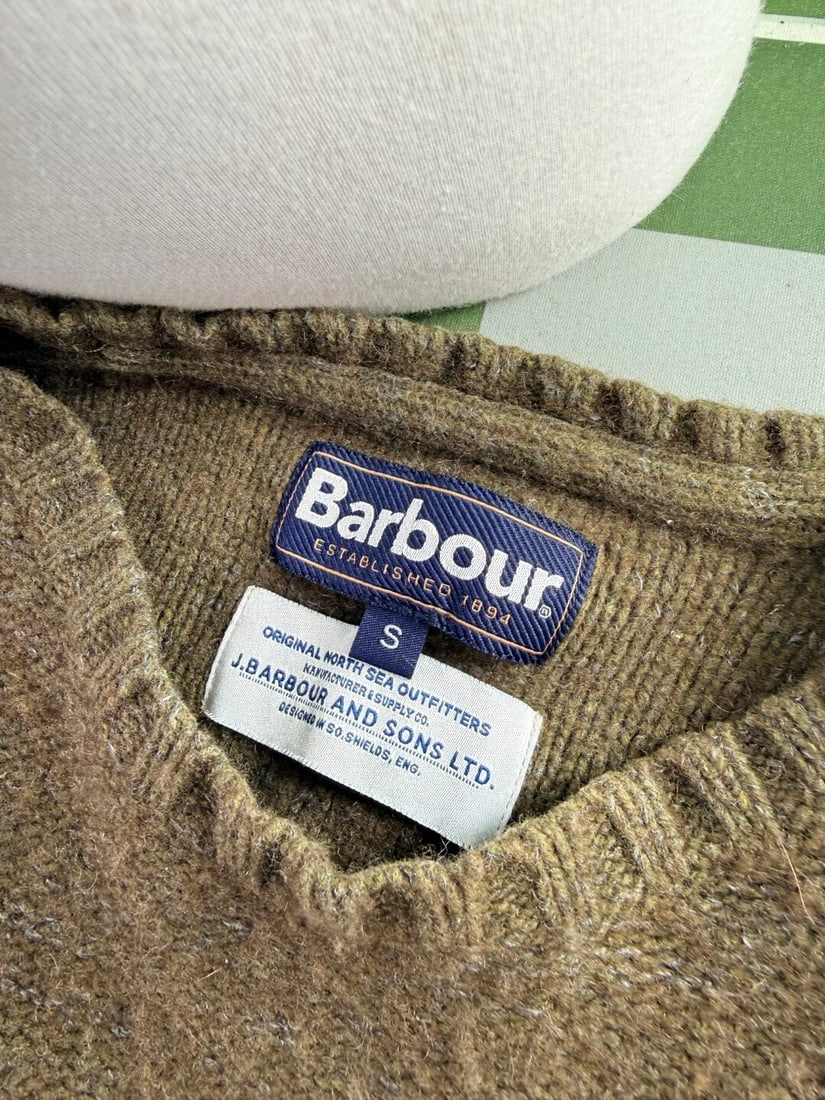 Barbour®
ESTABLISHED 1894
S
ORIGINAL NORTH SEA OUTFITTERS
MANUFACTURER & SUPPLY CO.
J.BARBOUR AND SONS LTD.
DESIGNED IN SO.SHIELDS, ENG.